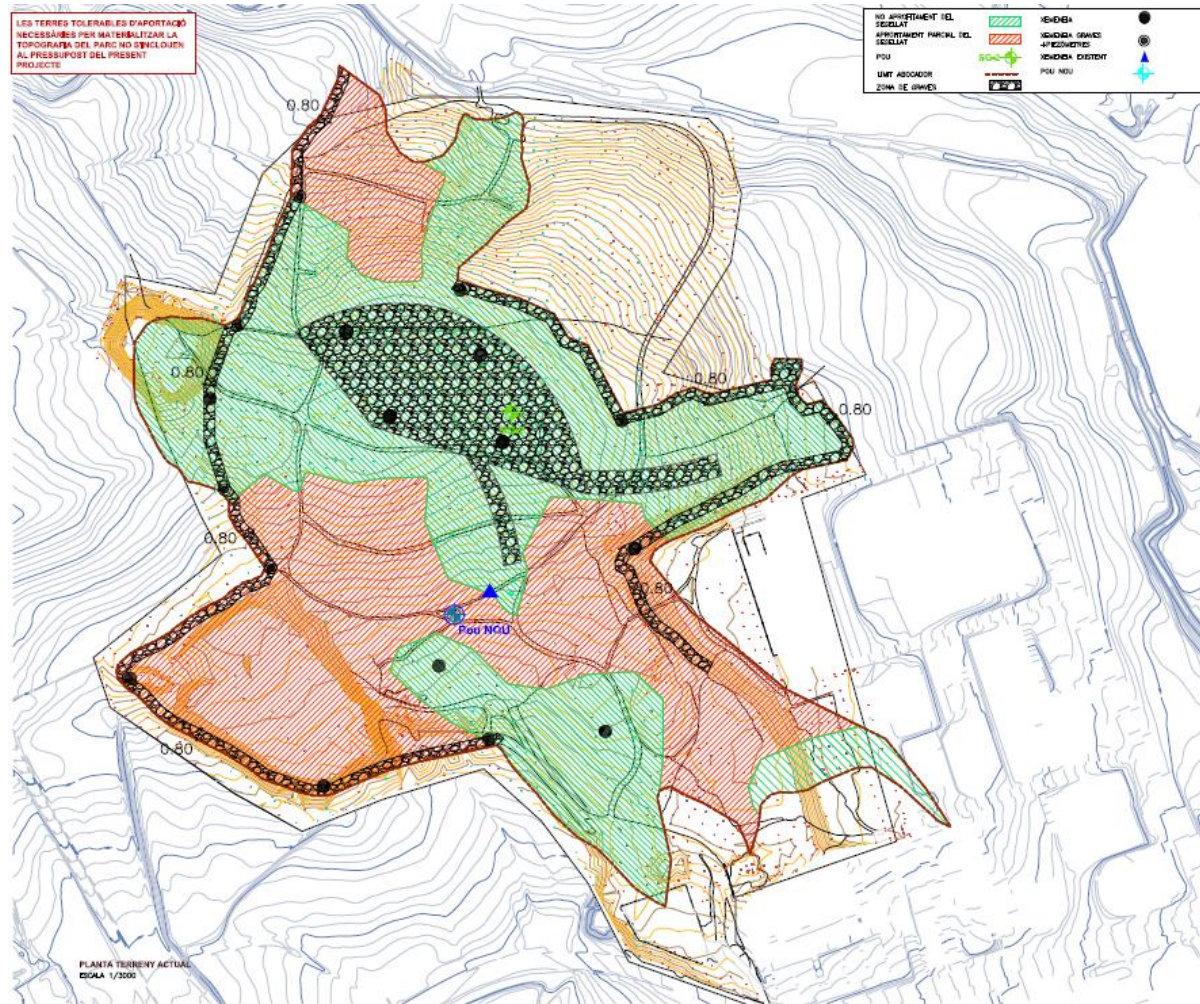 LES TERRES TOLERABLES D'APORTACIÓ
NECESSÀRIES PER MATERIALITZAR LA
TOPOGRAFIA DEL PARC NO S'INCLOUEN
AL PRESSUPOST DEL PRESENT
PROJECTE
NO APROFITAMENT DEL
SEGELLAT
APROFITAMENT PARCIAL DEL
SEGELLAT
POU
LIMIT ABOCADOR
ZONA DE GRAVES
XEMENEIA
XEMENEIA GRAVES
+PIEZÒMETRES
XEMENEIA EXISTENT
POU NOU
0.80
0.80
0.80
0.80
0.80
0.80
0.80
Pou NOU
PLANTA TERRENY ACTUAL
ESCALA 1/3000